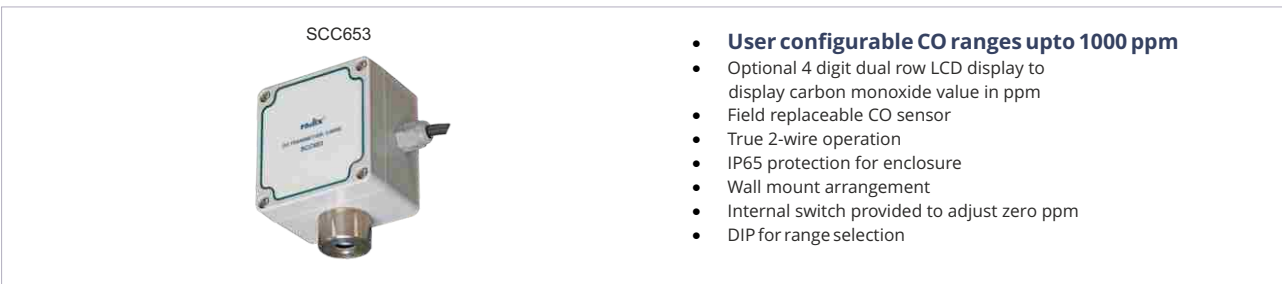 SCC653
• User configurable CO ranges upto 1000 ppm
• Optional 4 digit dual row LCD display to
display carbon monoxide value in ppm
• Field replaceable CO sensor
• True 2-wire operation
• IP65 protection for enclosure
• Wall mount arrangement
• Internal switch provided to adjust zero ppm
• DIP for range selection
SCC653